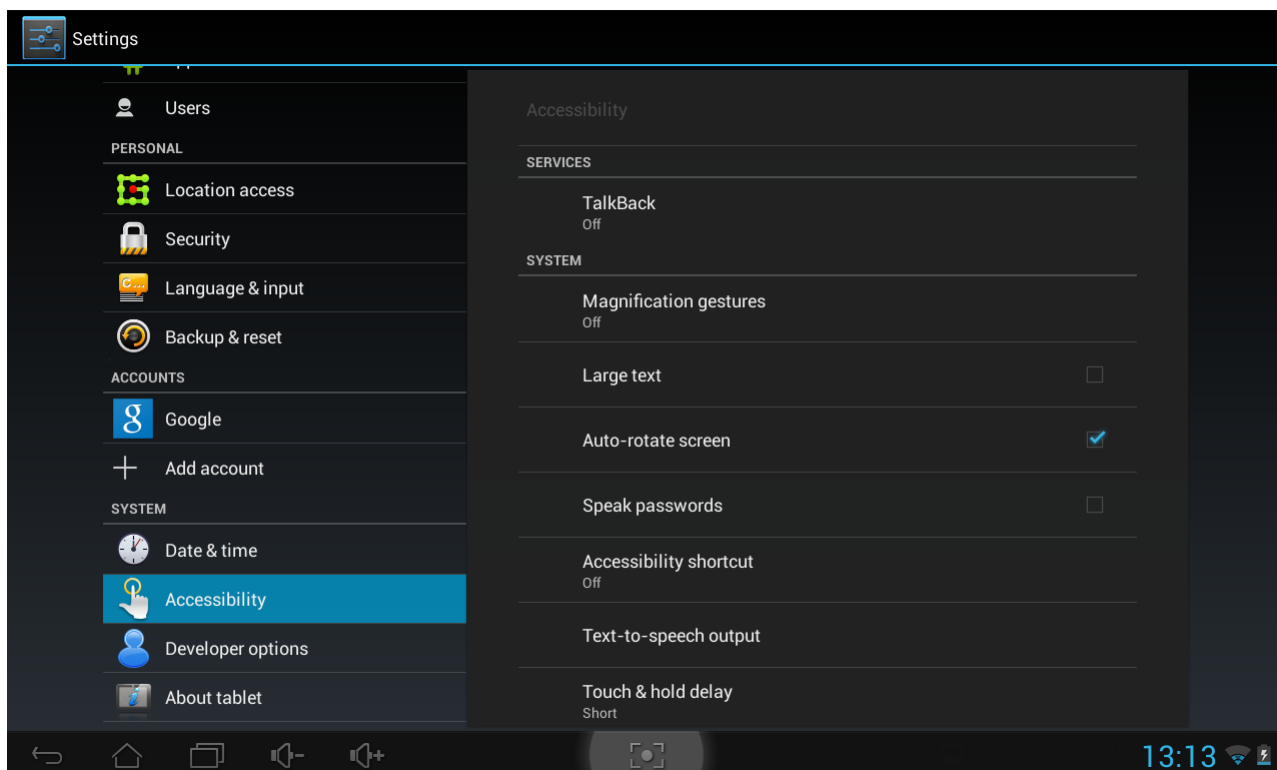 Settings
Users
PERSONAL
Location access
Security
Language & input
Backup & reset
ACCOUNTS
Google
Add account
SYSTEM
Date & time
Accessibility
Developer options
About tablet
Accessibility
SERVICES
TalkBack
Off
SYSTEM
Magnification gestures
Off
Large text
Auto-rotate screen
Speak passwords
Accessibility shortcut
Off
Text-to-speech output
Touch & hold delay
Short
13:13